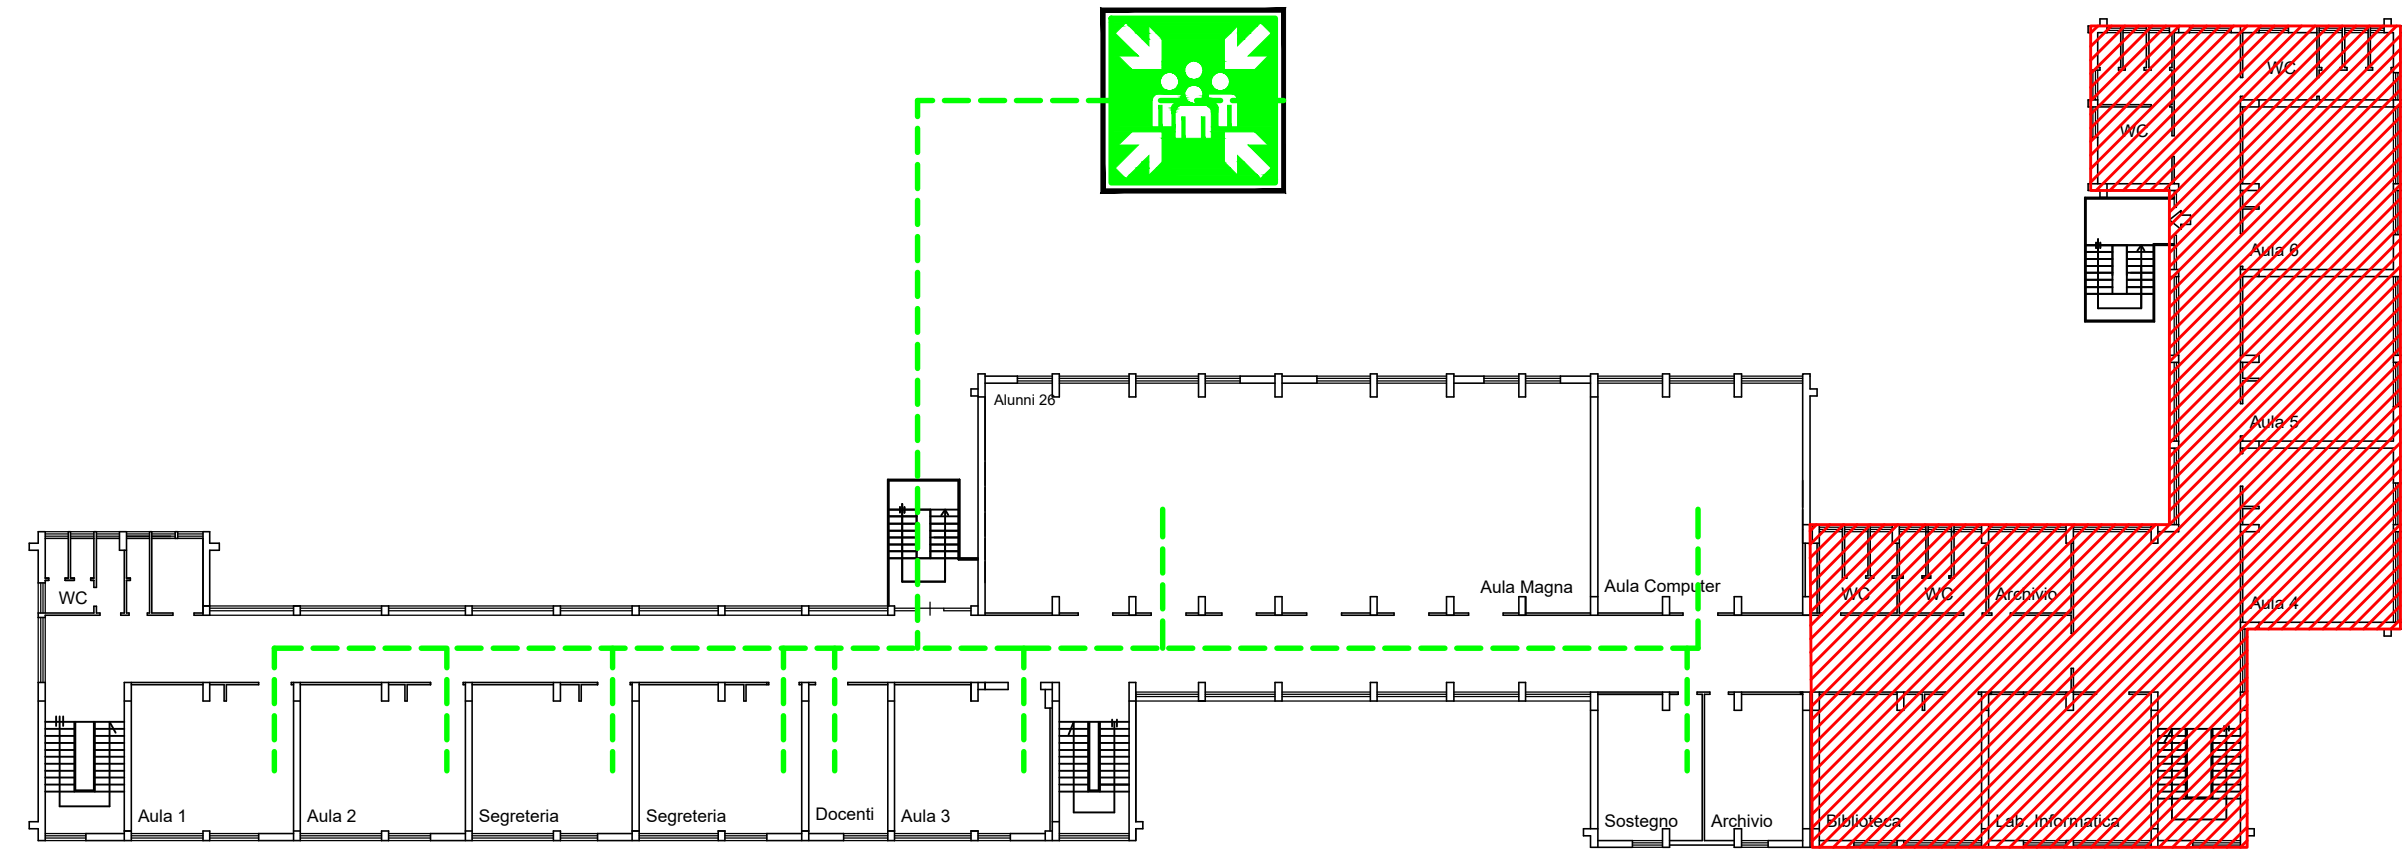 WC
WC
Aula 6
Alunni 26
Aula 5
Aula Magna
Aula Computer
WC
WC
WC
Archivio
Aula 4
Aula 1
Aula 2
Segreteria
Segreteria
Docenti
Aula 3
Sostegno
Archivio
Biblioteca
Lab. Informatica